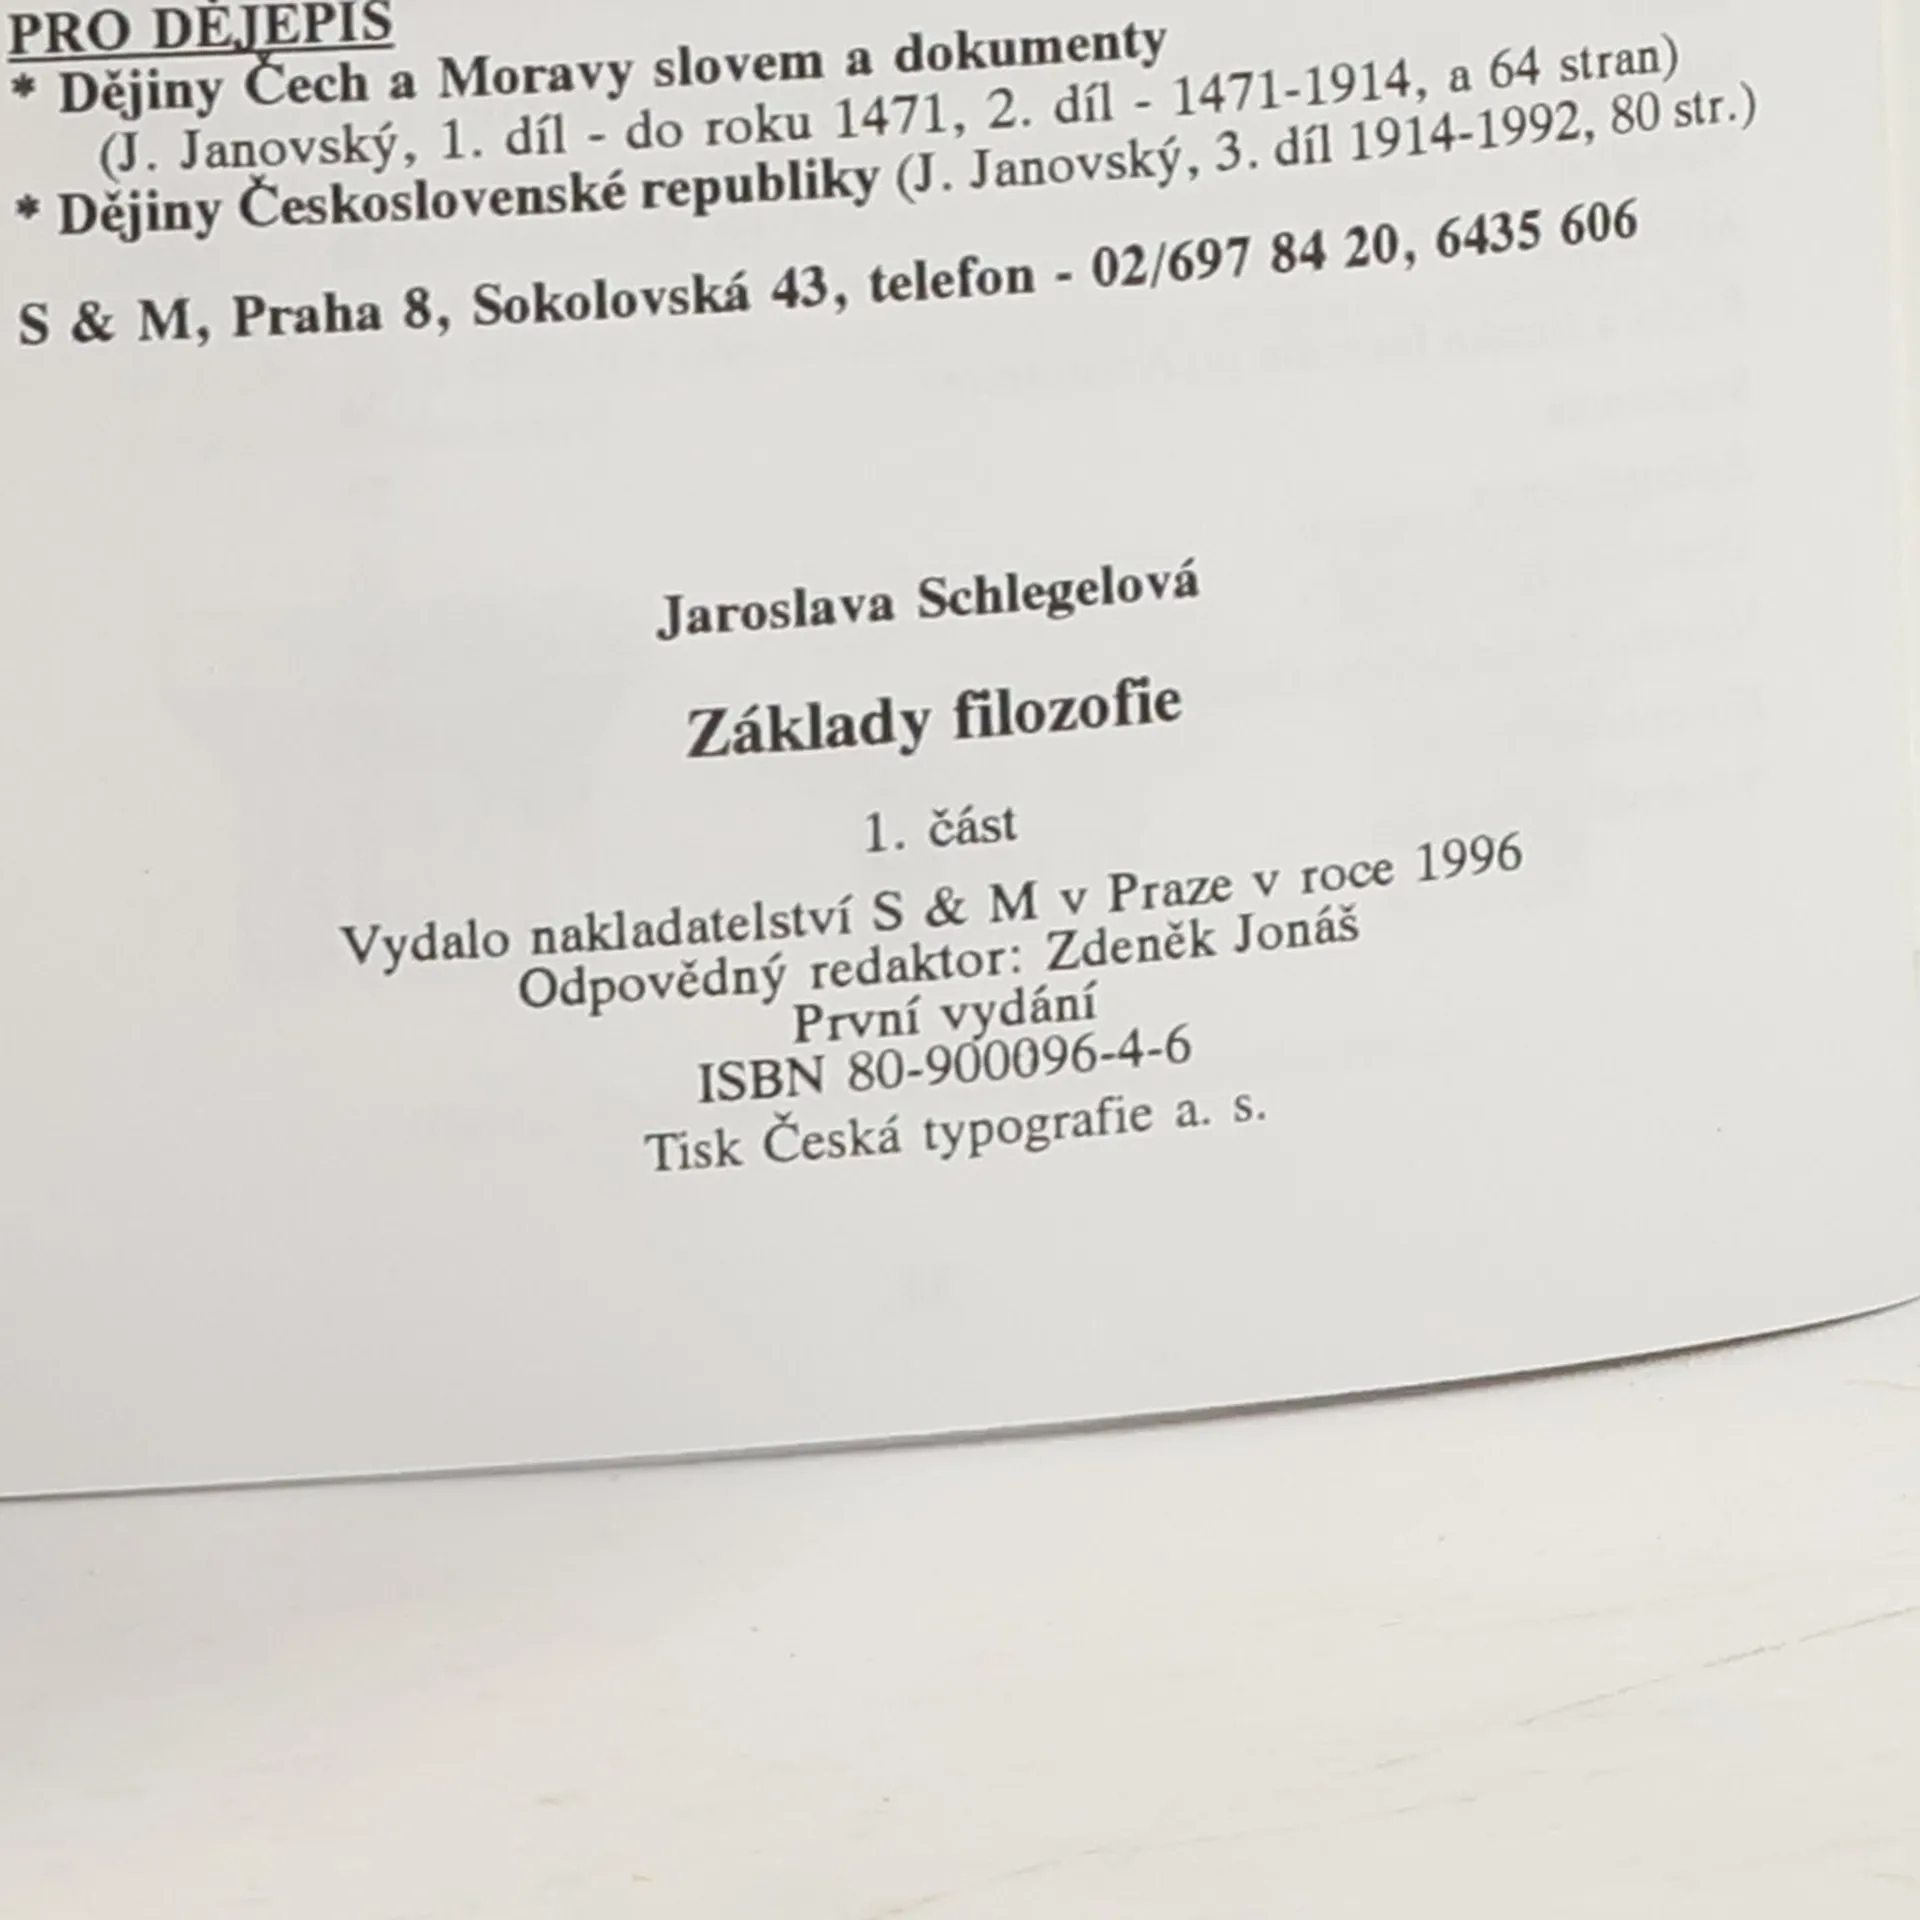 PRO DĚJEPIS
* Dějiny Čech a Moravy slovem a dokumenty
(J. Janovský, 1. díl - do roku 1471, 2. díl - 1471-1914, a 64 stran)
* Dějiny Československé republiky (J. Janovský, 3. díl 1914-1992, 80 str.)
S & M, Praha 8, Sokolovská 43, telefon - 02/697 84 20, 6435 606
Jaroslava Schlegelová
Základy filozofie
1. část
Vydalo nakladatelství S & M v Praze v roce 1996
Odpovědný redaktor: Zdeněk Jonáš
První vydání
ISBN 80-900096-4-6
Tisk Česká typografie a. s.